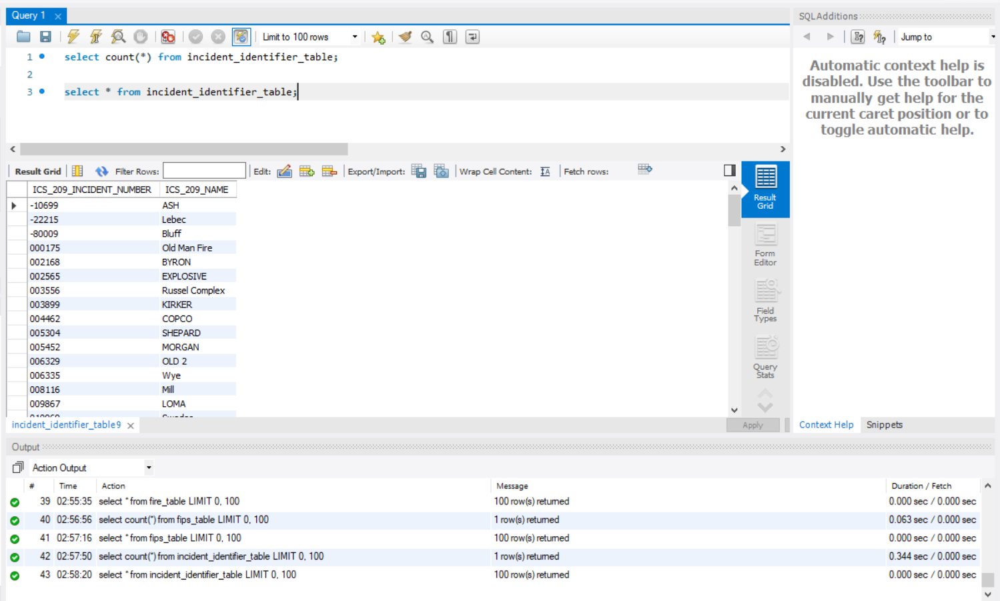 Query 1
SQLAdditions
Limit to 100 rows
Jump to
1 select count(*) from incident_identifier_table;
2
3 select * from incident_identifier_table;
Automatic context help is
disabled. Use the toolbar to
manually get help for the
current caret position or to
toggle automatic help.
Result Grid Filter Rows: Edit: Export/Import: Wrap Cell Content: Fetch rows:
ICS_209_INCIDENT_NUMBER ICS_209_NAME
-10699 ASH
-22215 Lebec
-80009 Bluff
000175 Old Man Fire
002168 BYRON
002565 EXPLOSIVE
003556 Russel Complex
003899 KIRKER
004462 COPCO
005304 SHEPARD
005452 MORGAN
006329 OLD 2
006335 Wye
008116 Mill
009867 LOMA
Result
Grid
Form
Editor
Field
Types
Query
Stats
incident_identifier_table9
Apply
Context Help Snippets
Output
Action Output
# Time Action Message Duration / Fetch
39 02:55:35 select * from fire_table LIMIT 0, 100 100 row(s) returned 0.000 sec / 0.000 sec
40 02:56:56 select count(*) from fips_table LIMIT 0, 100 1 row(s) returned 0.063 sec / 0.000 sec
41 02:57:16 select * from fips_table LIMIT 0, 100 100 row(s) returned 0.000 sec / 0.000 sec
42 02:57:50 select count(*) from incident_identifier_table LIMIT 0, 100 1 row(s) returned 0.344 sec / 0.000 sec
43 02:58:20 select * from incident_identifier_table LIMIT 0, 100 100 row(s) returned 0.000 sec / 0.000 sec